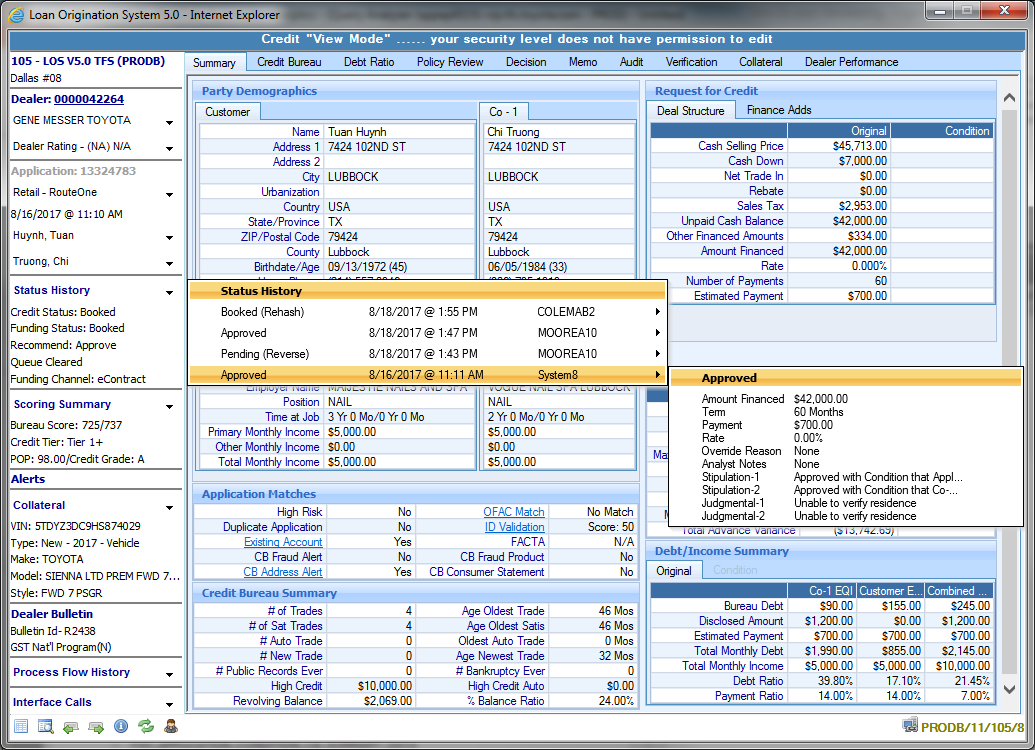 Loan Origination System 5.0 - Internet Explorer
Credit "View Mode" ...... your security level does not have permission to edit
105 - LOS V5.0 TFS (PRODB)
Dallas #08
Dealer: 0000042264
GENE MESSER TOYOTA
Dealer Rating - (NA) N/A
Application: 13324783
Retail - RouteOne
8/16/2017 @ 11:10 AM
Huynh, Tuan
Truong, Chi
Status History
Credit Status: Booked
Funding Status: Booked
Recommend: Approve
Queue Cleared
Funding Channel: eContract
Scoring Summary
Bureau Score: 725/737
Credit Tier: Tier 1+
POP: 98.00/Credit Grade: A
Alerts
Collateral
VIN: 5TDYZ3DC9HS874029
Type: New - 2017 - Vehicle
Make: TOYOTA
Model: SIENNA LTD PREM FWD 7...
Style: FWD 7 PSGR
Dealer Bulletin
Bulletin Id- R2438
GST Nat'l Program(N)
Process Flow History
Interface Calls
Summary Credit Bureau Debt Ratio Policy Review Decision Memo Audit Verification Collateral Dealer Performance
Party Demographics
Customer Co - 1
Name Tuan Huynh Chi Truong
Address 1 7424 102ND ST 7424 102ND ST
Address 2
City LUBBOCK LUBBOCK
Urbanization
Country USA USA
State/Province TX TX
ZIP/Postal Code 79424 79424
County Lubbock Lubbock
Birthdate/Age 09/13/1972 (45) 06/05/1984 (33)
Status History
Booked (Rehash) 8/18/2017 @ 1:55 PM COLEMAB2
Approved 8/18/2017 @ 1:47 PM MOOREA10
Pending (Reverse) 8/18/2017 @ 1:43 PM MOOREA10
Approved 8/16/2017 @ 11:11 AM System8
Employer Name MAIJES HE NAILS AND SPA VOGUE NAIL SPA LUBBOCK
Position NAIL NAIL
Time at Job 3 Yr 0 Mo/0 Yr 0 Mo 2 Yr 0 Mo/0 Yr 0 Mo
Primary Monthly Income $5,000.00 $5,000.00
Other Monthly Income $0.00 $0.00
Total Monthly Income $5,000.00 $5,000.00
Application Matches
High Risk No OFAC Match No Match
Duplicate Application No ID Validation Score: 50
Existing Account Yes FACTA N/A
CB Fraud Alert No CB Fraud Product No
CB Address Alert Yes CB Consumer Statement No
Credit Bureau Summary
# of Trades 4 Age Oldest Trade 46 Mos
# of Sat Trades 4 Age Oldest Satis 46 Mos
# Auto Trade 0 Oldest Auto Trade 0 Mos
# New Trade 0 Age Newest Trade 32 Mos
# Public Records Ever 0 # Bankruptcy Ever 0
High Credit $10,000.00 High Credit Auto $0.00
Revolving Balance $2,069.00 % Balance Ratio 24.00%
Request for Credit
Deal Structure Finance Adds
Original Condition
Cash Selling Price $45,713.00
Cash Down $7,000.00
Net Trade In $0.00
Rebate $0.00
Sales Tax $2,953.00
Unpaid Cash Balance $42,000.00
Other Financed Amounts $334.00
Amount Financed $42,000.00
Rate 0.000%
Number of Payments 60
Estimated Payment $700.00
Approved
Amount Financed $42,000.00
Term 60 Months
Payment $700.00
Rate 0.00%
Override Reason None
Analyst Notes None
Stipulation-1 Approved with Condition that Appl...
Stipulation-2 Approved with Condition that Co-...
Judgmental-1 Unable to verify residence
Judgmental-2 Unable to verify residence
Total Advance Variance ($13,742.69)
Debt/Income Summary
Original Condition
Co-1 EQI Customer E... Combined ...
Bureau Debt $90.00 $155.00 $245.00
Disclosed Amount $1,200.00 $0.00 $1,200.00
Estimated Payment $700.00 $700.00 $700.00
Total Monthly Debt $1,990.00 $855.00 $2,145.00
Total Monthly Income $5,000.00 $5,000.00 $10,000.00
Debt Ratio 39.80% 17.10% 21.45%
Payment Ratio 14.00% 14.00% 7.00%
PRODB/11/105/8